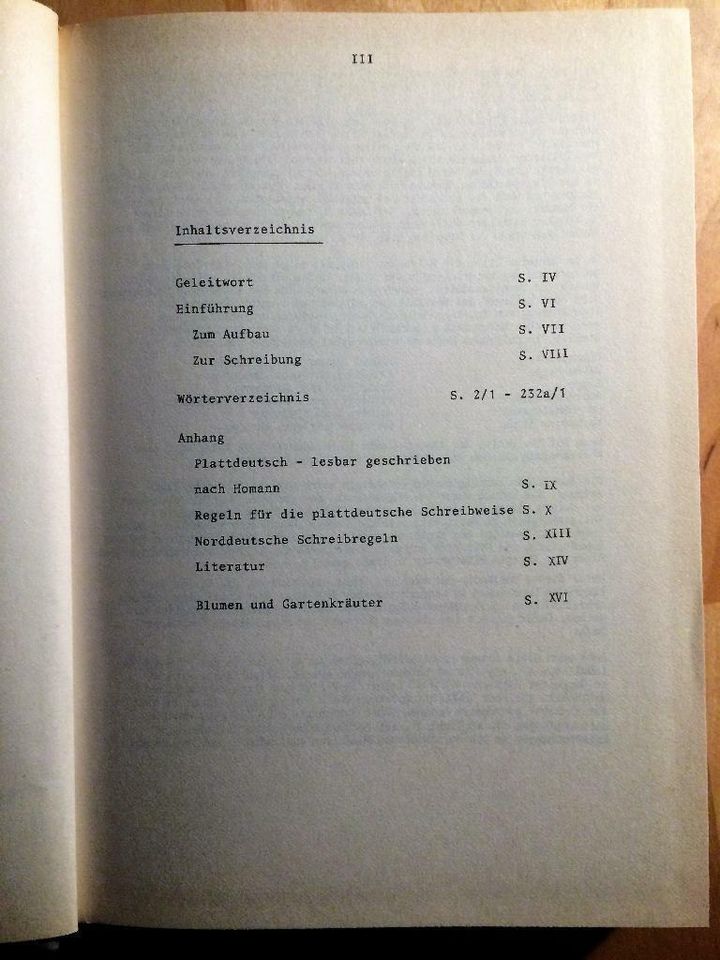 III
Inhaltsverzeichnis
Geleitwort S. IV
Einführung S. VI
Zum Aufbau S. VII
Zur Schreibung S. VIII
Wörterverzeichnis S. 2/1 - 232a/1
Anhang
Plattdeutsch - lesbar geschrieben
nach Homann S. IX
Regeln für die plattdeutsche Schreibweise S. X
Norddeutsche Schreibregeln S. XIII
Literatur S. XIV
Blumen und Gartenkräuter S. XVI